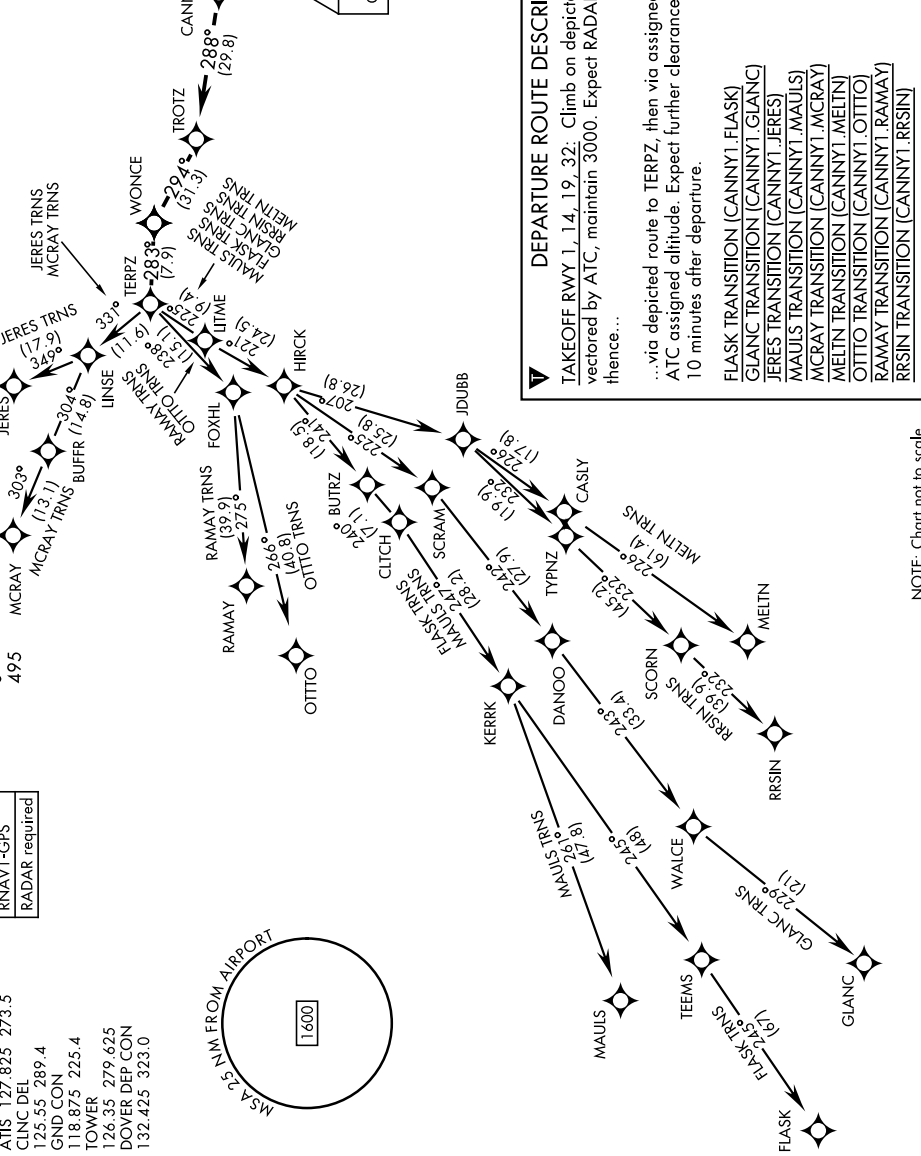 ATIS 127.825 273.5
CLNC DEL
125.55 289.4
GND CON
118.875 225.4
TOWER
126.35 279.625
DOVER DEP CON
132.425 323.0
RNAV1-GPS
RADAR required
495
MSA 25 NM FROM AIRPORT
1600
288°
(29.8)
TROTZ
294°
(31.3)
WONCE
283°
(7.9)
TERPZ
JERES TRNS
MCRAY TRNS
331°
(11.6)
LINSE
JERES TRNS
(17.9)
349°
JERES
304°
(14.8)
BUFFR
303°
(13.1)
MCRAY TRNS
MCRAY
MELTN TRNS
RRSIN TRNS
GLANC TRNS
FLASK TRNS
MAULS TRNS
225°
(9.4)
LTIME
221°
(24.5)
HIRCK
(15.1)
238°
OTTTO TRNS
RAMAY TRNS
FOXHL
RAMAY TRNS
(39.9)
275°
RAMAY
266°
(40.8)
OTTTO TRNS
OTTTO
207°
(26.8)
JDUBB
225°
(25.8)
SCRAM
241°
(18.5)
BUTRZ
240°
(7.1)
CLTCH
FLASK TRNS
MAULS TRNS
247°
(28.2)
KERRK
242°
(27.9)
DANOO
243°
(33.4)
WALCE
229°
(21)
GLANC TRNS
GLANC
226°
(17.8)
CASLY
232°
(19.9)
TYPNZ
MELTN TRNS
226°
(61.4)
MELTN
232°
(45.2)
SCORN
232°
(39.9)
RRSIN TRNS
RRSIN
MAULS TRNS
261°
(47.8)
MAULS
245°
(48)
TEEMS
FLASK TRNS
245°
(67)
FLASK
DEPARTURE ROUTE DESCRI
TAKEOFF RWY 1, 14, 19, 32: Climb on depict
vectored by ATC, maintain 3000. Expect RADA
thence...
...via depicted route to TERPZ, then via assigned
ATC assigned altitude. Expect further clearance
10 minutes after departure.
FLASK TRANSITION (CANNY1.FLASK)
GLANC TRANSITION (CANNY1.GLANC)
JERES TRANSITION (CANNY1.JERES)
MAULS TRANSITION (CANNY1.MAULS)
MCRAY TRANSITION (CANNY1.MCRAY)
MELTN TRANSITION (CANNY1.MELTN)
OTTTO TRANSITION (CANNY1.OTTTO)
RAMAY TRANSITION (CANNY1.RAMAY)
RRSIN TRANSITION (CANNY1.RRSIN)
NOTE: Chart not to scale